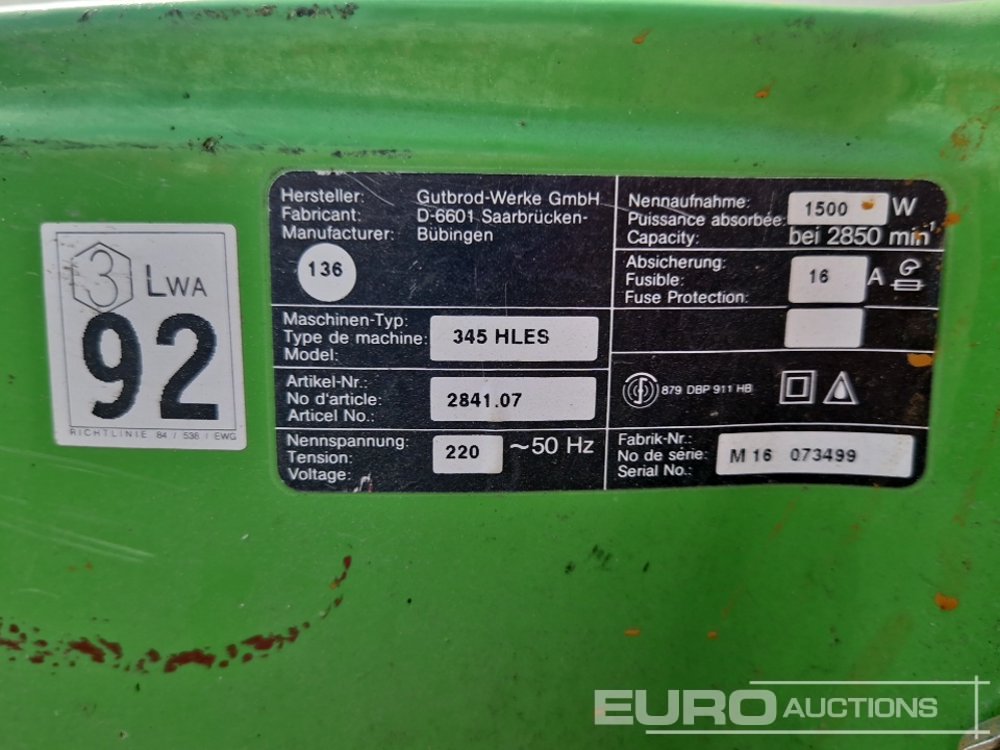 3 LWA
92
RICHTLINIE 84 / 538 / EWG
Hersteller: Gutbrod-Werke GmbH
Fabricant: D-6601 Saarbrücken-
Manufacturer: Bübingen
136
Maschinen-Typ:
Type de machine: 345 HLES
Model:
Artikel-Nr.:
No d'article: 2841.07
Articel No.:
Nennspannung:
Tension: 220 ~50 Hz
Voltage:
Nennaufnahme:
Puissance absorbée: 1500 W
Capacity: bei 2850 min⁻¹
Absicherung:
Fusible: 16 A
Fuse Protection:
879 DBP 911 HB
Fabrik-Nr.:
No de série: M 16 073499
Serial No.:
EURO AUCTIONS